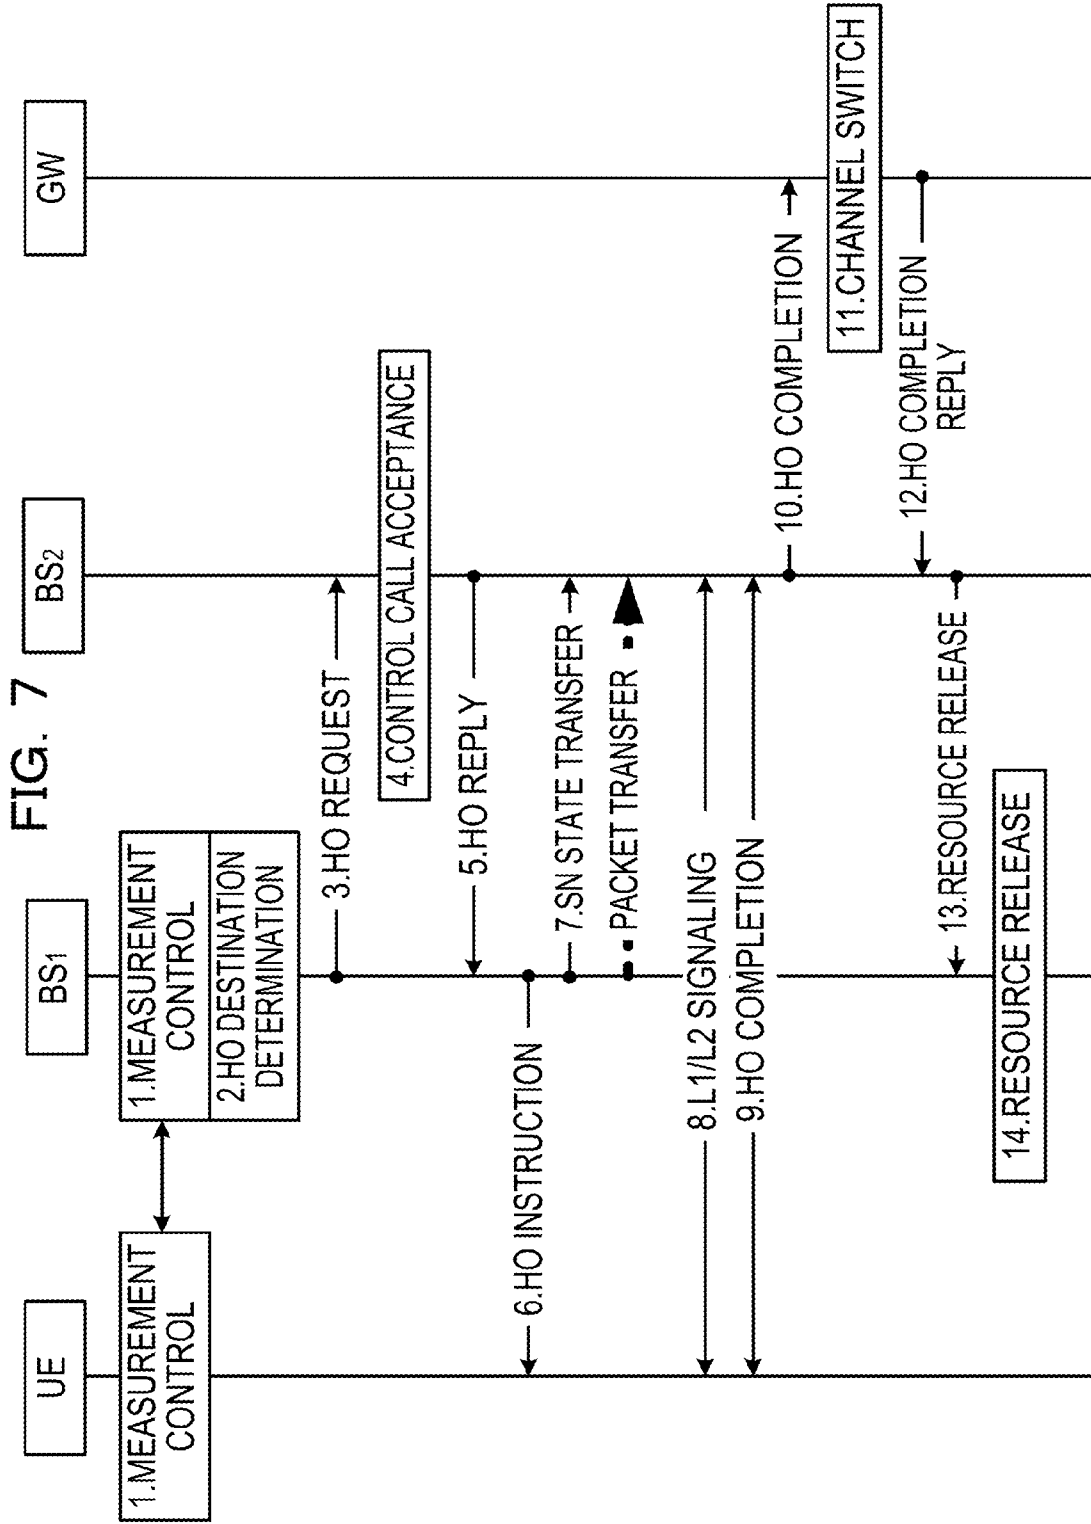 FIG. 7
UE
BS1
BS2
GW
1.MEASUREMENT
CONTROL
1.MEASUREMENT
CONTROL
2.HO DESTINATION
DETERMINATION
3.HO REQUEST
4.CONTROL CALL ACCEPTANCE
5.HO REPLY
6.HO INSTRUCTION
7.SN STATE TRANSFER
PACKET TRANSFER
8.L1/L2 SIGNALING
9.HO COMPLETION
10.HO COMPLETION
11.CHANNEL SWITCH
12.HO COMPLETION
REPLY
13.RESOURCE RELEASE
14.RESOURCE RELEASE